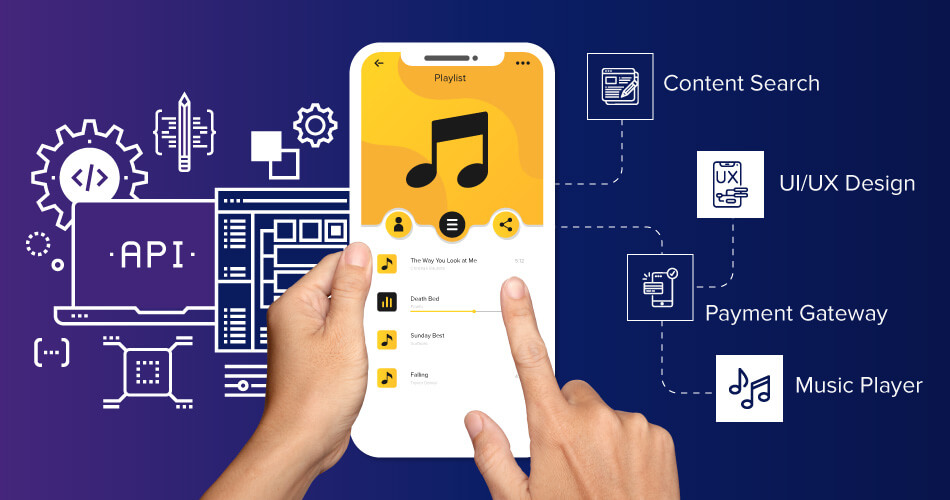 Playlist
The Way You Look at Me
Death Bed
Sunday Best
Falling
API
</>
Content Search
UX
UI/UX Design
Payment Gateway
Music Player